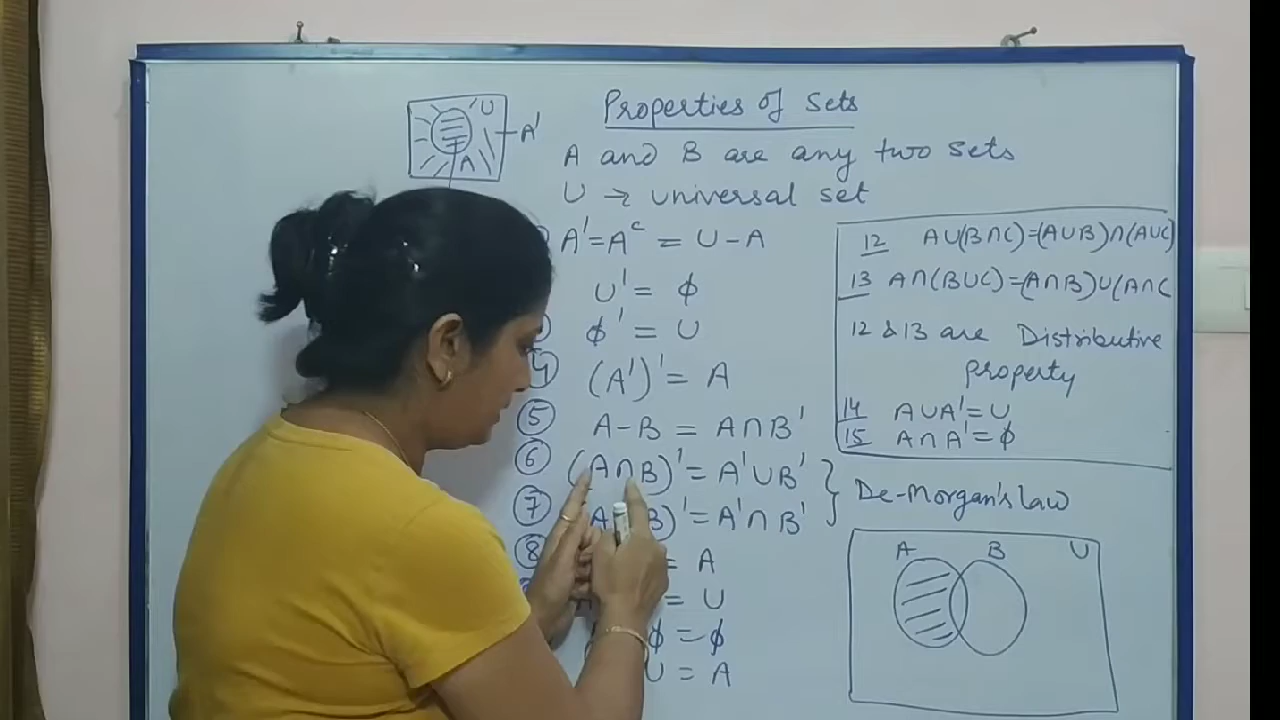 Properties of Sets
U
A'
A
A and B are any two sets
U → universal set
A' = Aᶜ = U - A
U' = ϕ
ϕ' = U
4 (A')' = A
5 A - B = A∩B'
6 (A∩B)' = A'∪B'
7 (A B)' = A'∩B'
De-Morgan's law
8 = A
= U
ϕ = ϕ
U = A
12 A∪(B∩C)=(A∪B)∩(A∪C)
13 A∩(B∪C)=(A∩B)∪(A∩C
12 & 13 are Distributive
property
14 A∪A' = U
15 A∩A' = ϕ
A B U